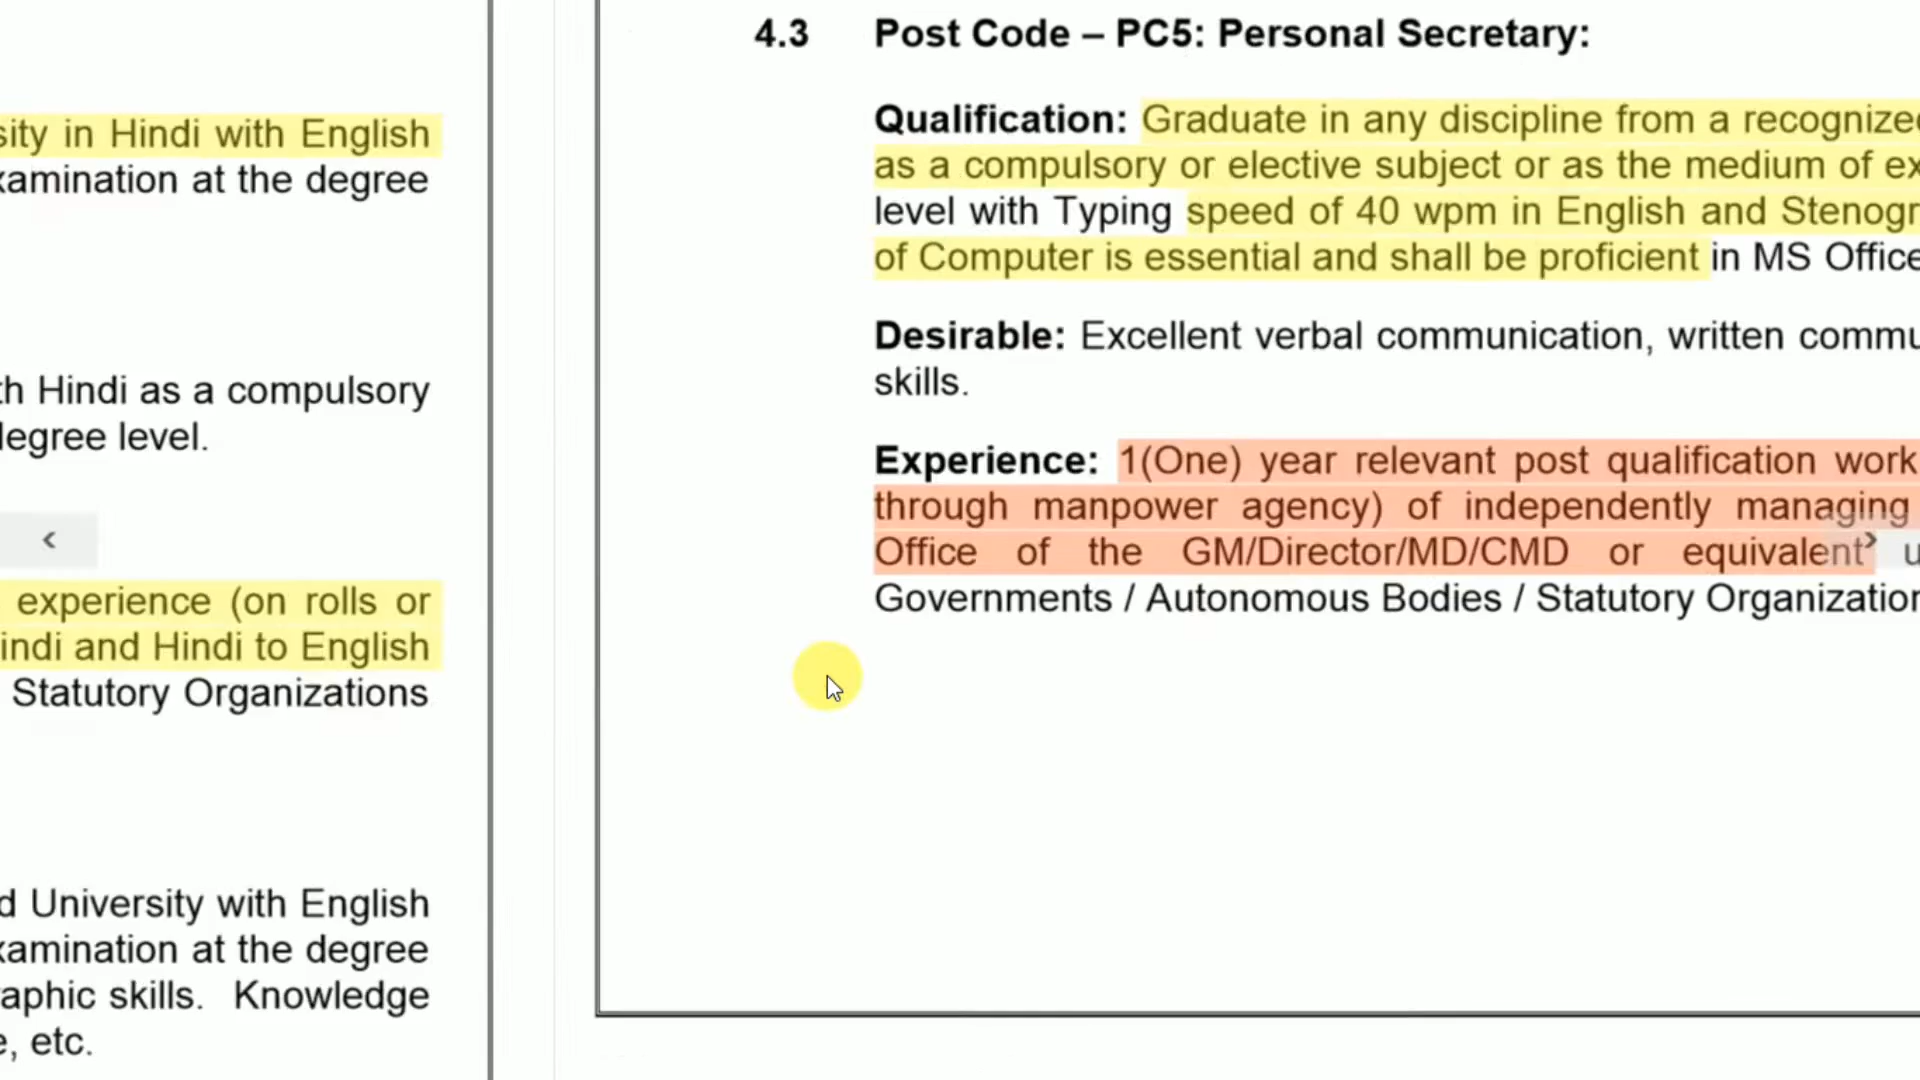 sity in Hindi with English
xamination at the degree
th Hindi as a compulsory
degree level.
experience (on rolls or
indi and Hindi to English
Statutory Organizations
d University with English
xamination at the degree
aphic skills. Knowledge
e, etc.
4.3 Post Code – PC5: Personal Secretary:
Qualification: Graduate in any discipline from a recognized
as a compulsory or elective subject or as the medium of ex
level with Typing speed of 40 wpm in English and Stenogr
of Computer is essential and shall be proficient in MS Office
Desirable: Excellent verbal communication, written commu
skills.
Experience: 1(One) year relevant post qualification work
through manpower agency) of independently managing
Office of the GM/Director/MD/CMD or equivalent u
Governments / Autonomous Bodies / Statutory Organization